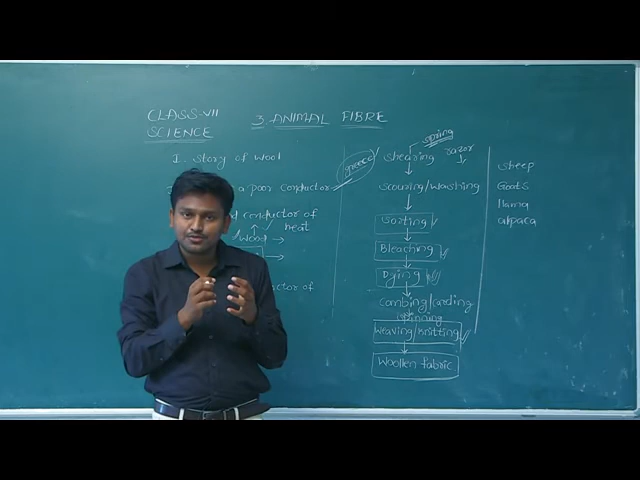 CLASS-VII
SCIENCE
3. ANIMAL FIBRE
1. story of wool
a poor conductor
conductor of
heat
wool →
ctor of
greece
spring
razor
shearing
scouring/washing
sorting
Bleaching
Dying
Combing/carding
spinning
weaving/knitting
Woollen fabric
sheep
Goats
llama
alpaca